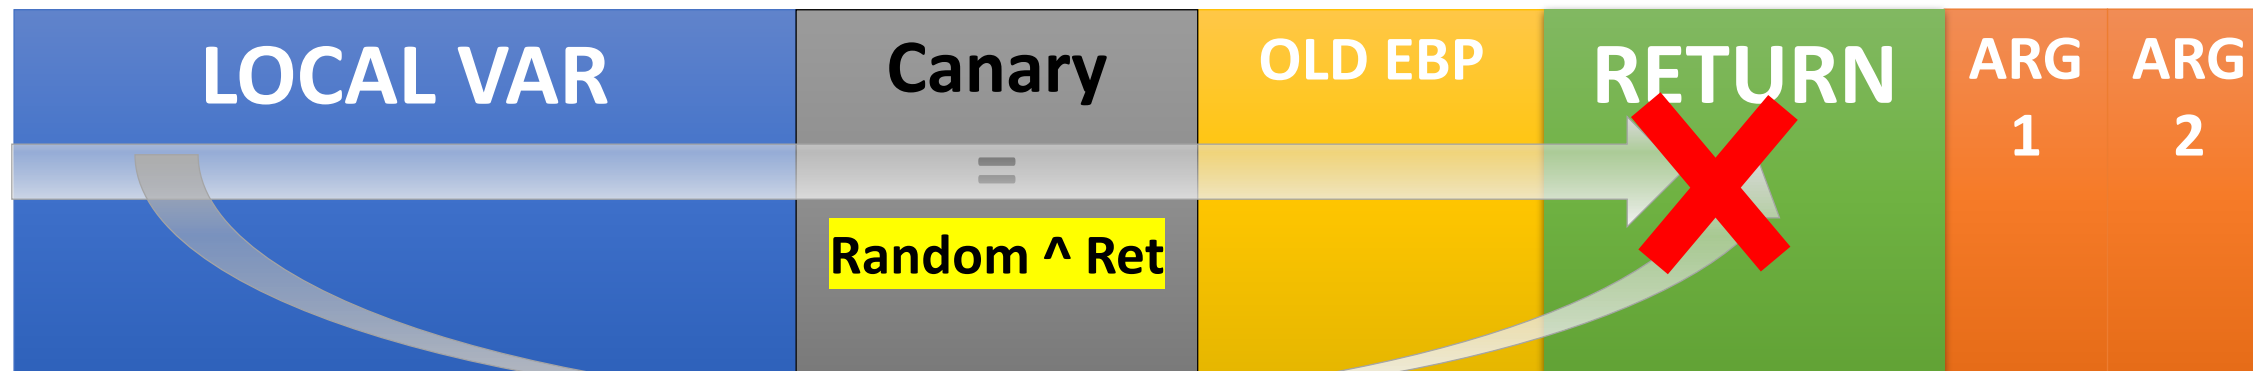 LOCAL VAR
Canary
=
Random ^ Ret
OLD EBP
RETURN
ARG
1
ARG
2